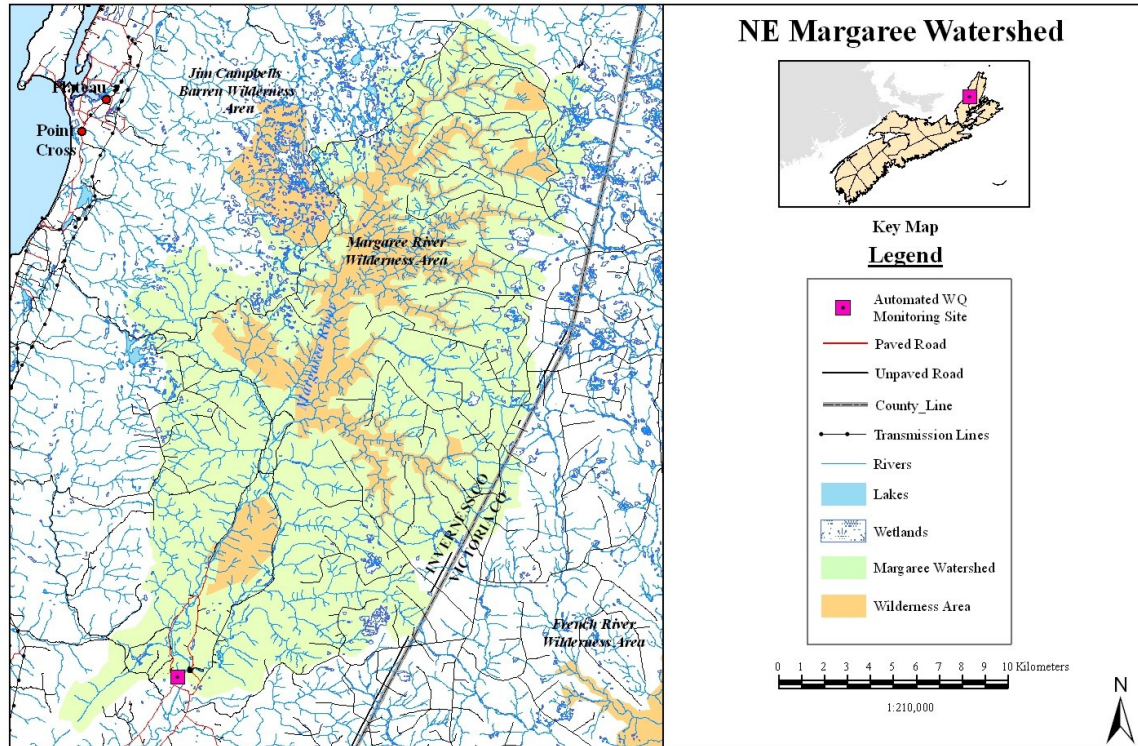 NE Margaree Watershed
Jim Campbells
Barren Wilderness
Area
Plateau
Point
Cross
Margaree River
Wilderness Area
INVERNESS CO
VICTORIA CO
French River
Wilderness Area
Key Map
Legend
Automated WQ
Monitoring Site
Paved Road
Unpaved Road
County_Line
Transmission Lines
Rivers
Lakes
Wetlands
Margaree Watershed
Wilderness Area
0 1 2 3 4 5 6 7 8 9 10 Kilometers
1:210,000
N